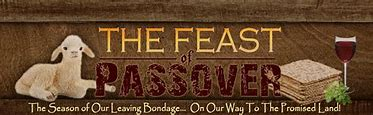 THE FEAST
of
PASSOVER
The Season of Our Leaving Bondage... On Our Way To The Promised Land!